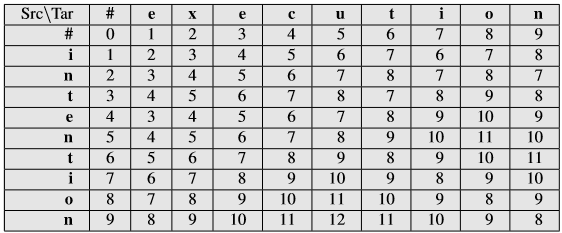 Src\Tar # e x e c u t i o n
# 0 1 2 3 4 5 6 7 8 9
i 1 2 3 4 5 6 7 6 7 8
n 2 3 4 5 6 7 8 7 8 7
t 3 4 5 6 7 8 7 8 9 8
e 4 3 4 5 6 7 8 9 10 9
n 5 4 5 6 7 8 9 10 11 10
t 6 5 6 7 8 9 8 9 10 11
i 7 6 7 8 9 10 9 8 9 10
o 8 7 8 9 10 11 10 9 8 9
n 9 8 9 10 11 12 11 10 9 8